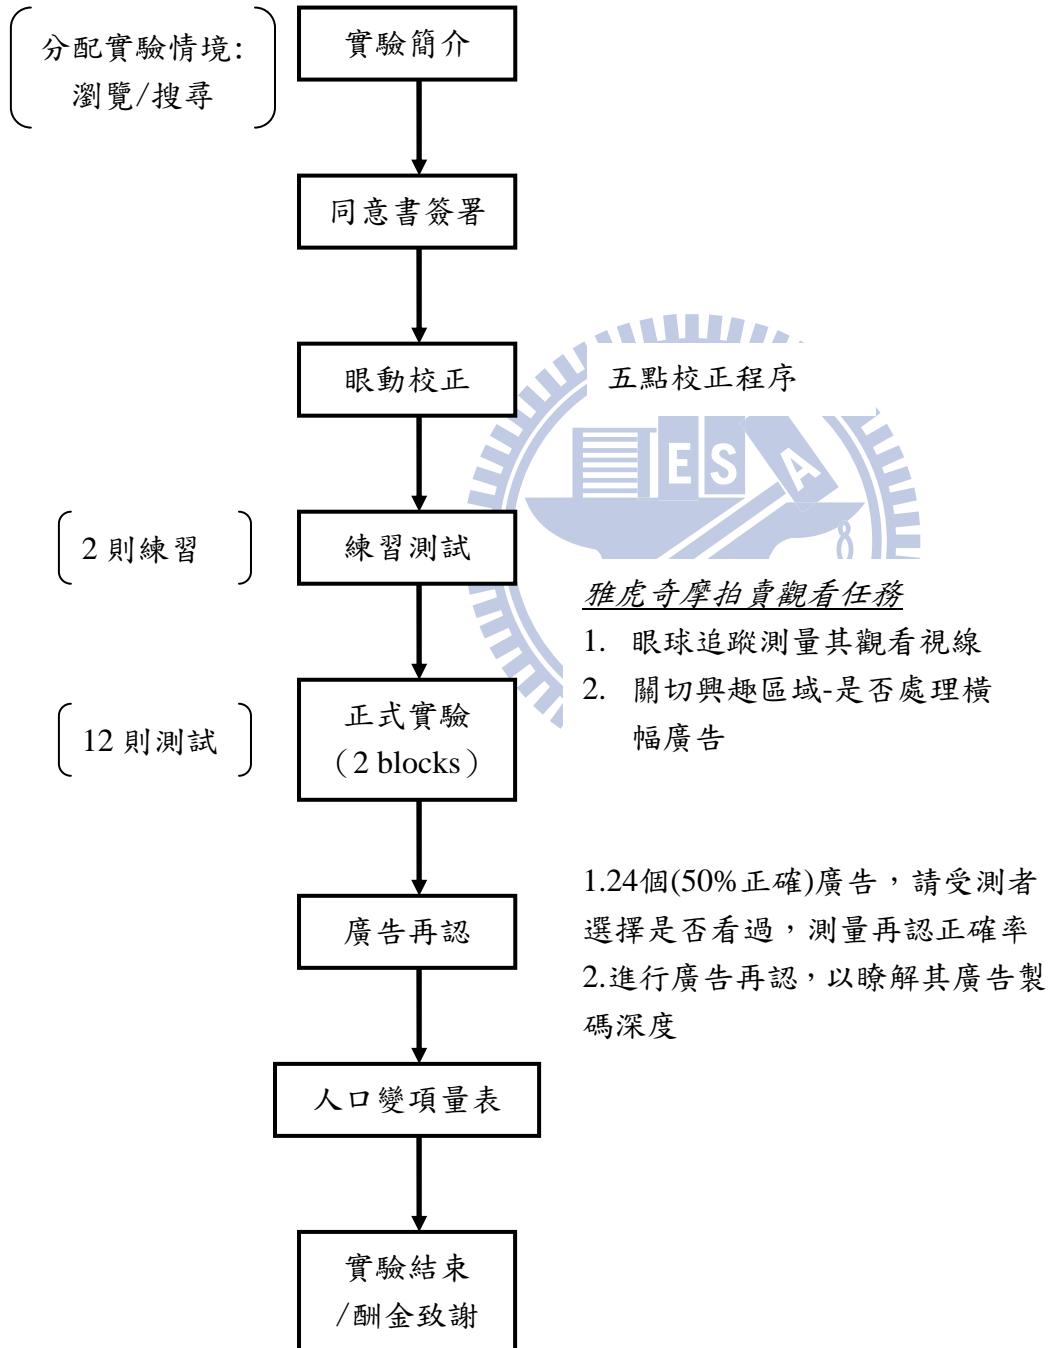 分配實驗情境:
瀏覽/搜尋
實驗簡介
同意書簽署
眼動校正
五點校正程序
E S A
2 則練習
練習測試
雅虎奇摩拍賣觀看任務
1. 眼球追蹤測量其觀看視線
2. 關切興趣區域-是否處理橫
幅廣告
12 則測試
正式實驗
（2 blocks）
廣告再認
1.24個(50%正確)廣告，請受測者
選擇是否看過，測量再認正確率
2.進行廣告再認，以瞭解其廣告製
碼深度
人口變項量表
實驗結束
/酬金致謝